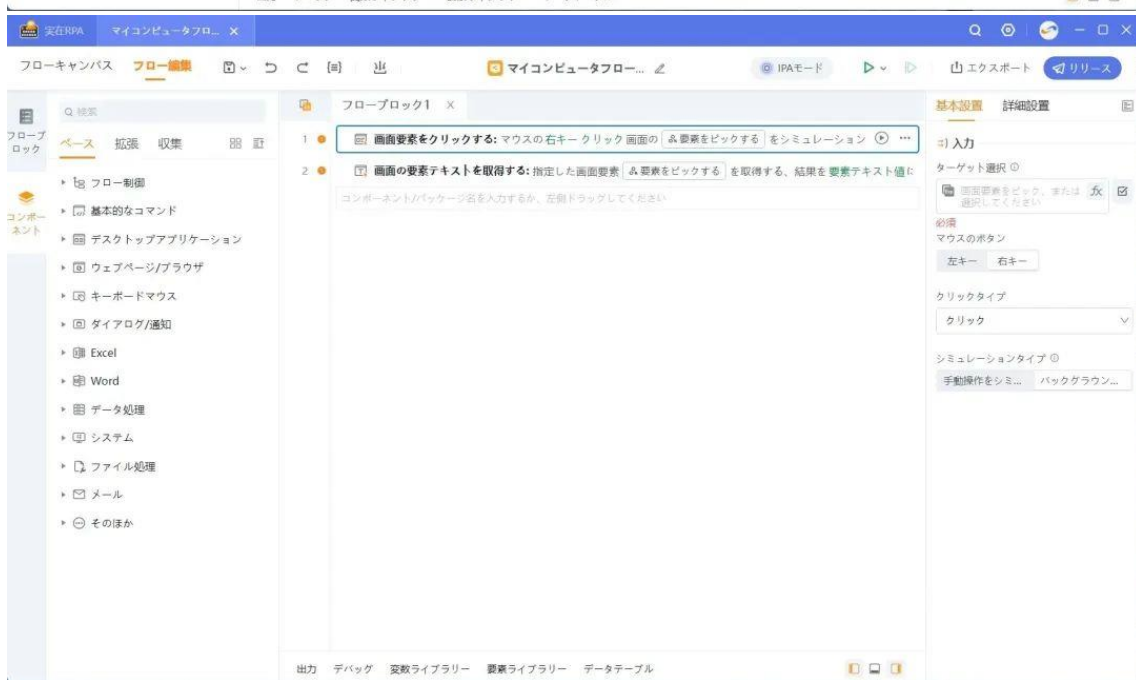 実在RPA マイコンピュータフロ... ×
フローキャンバス フロー編集 マイコンピュータフロー... IPAモード エクスポート リリース
フローブロック
コンポーネント
検索
ベース 拡張 収集
フロー制御
基本的なコマンド
デスクトップアプリケーション
ウェブページ/ブラウザ
キーボードマウス
ダイアログ/通知
Excel
Word
データ処理
システム
ファイル処理
メール
そのほか
フローブロック1 ×
1 画面要素をクリックする: マウスの右キー クリック 画面の 要素をピックする をシミュレーション
2 画面の要素テキストを取得する: 指定した画面要素 要素をピックする を取得する、結果を 要素テキスト値に
コンポーネント/パッケージ名を入力するか、左側ドラッグしてください
出力 デバッグ 変数ライブラリー 要素ライブラリー データテーブル
基本設置 詳細設置
入力
ターゲット選択
画面要素をピック、または
選択してください
fx
必須
マウスのボタン
左キー 右キー
クリックタイプ
クリック
シミュレーションタイプ
手動操作をシミ... バックグラウン...